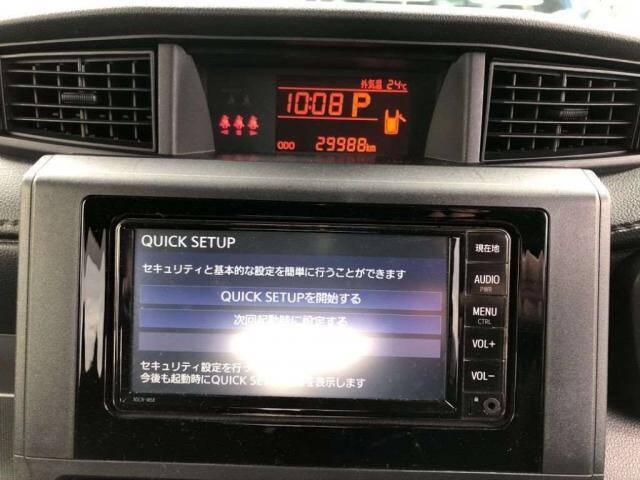 外気温 24℃
10:08 P
ODO 29988km
QUICK SETUP
セキュリティと基本的な設定を簡単に行うことができます
QUICK SETUPを開始する
次回起動時に設定する
セキュリティ設定を行う
今後も起動時にQUICK SE を表示します
現在地
AUDIO
PWR
MENU
CTRL
VOL+
VOL-